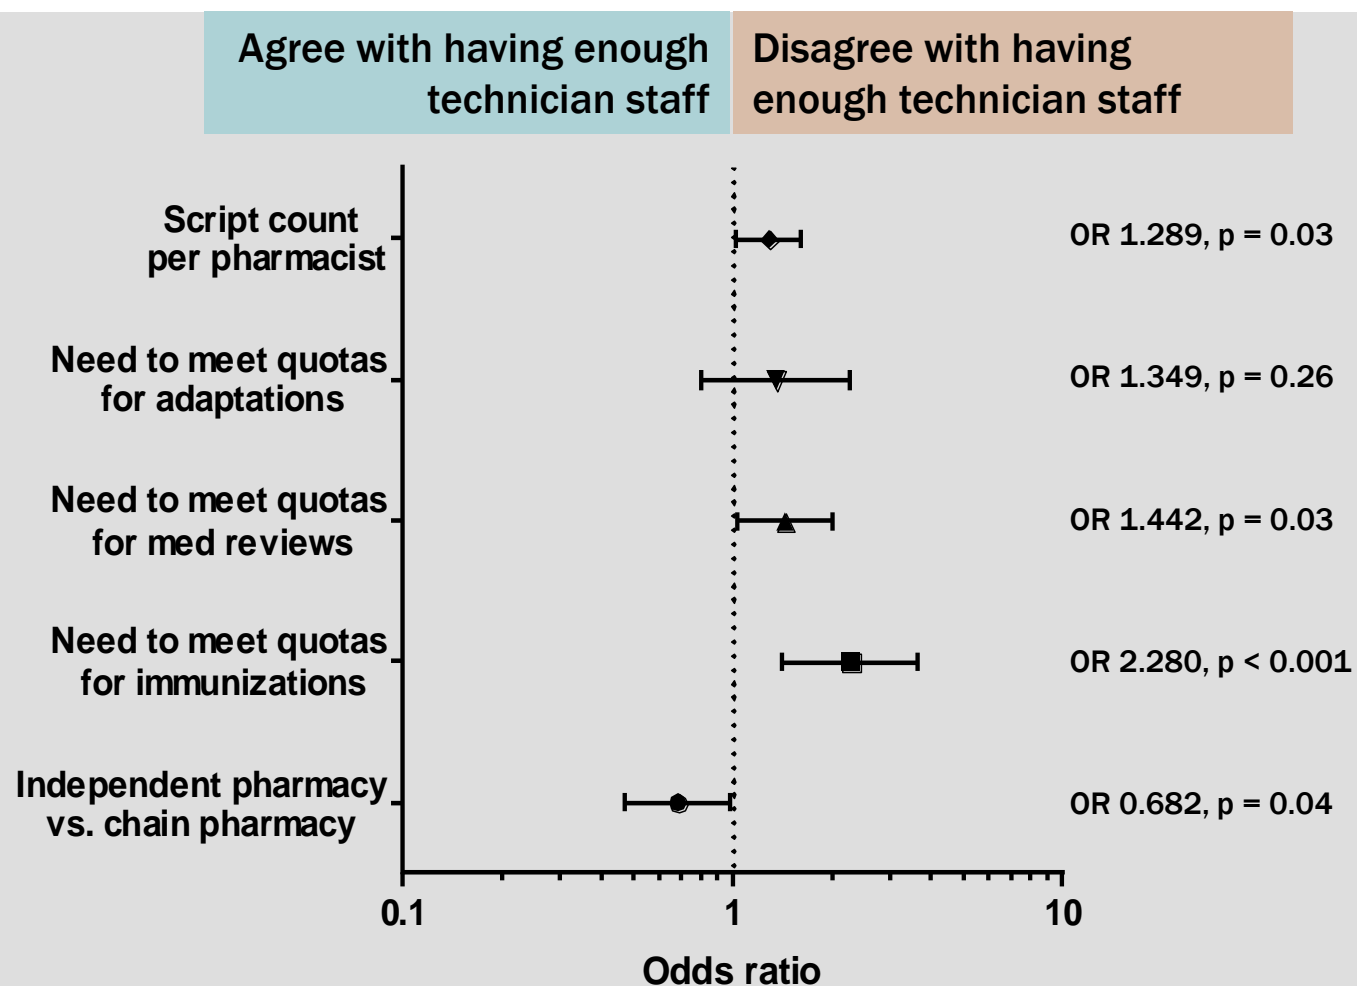 Agree with having enough
technician staff
Disagree with having
enough technician staff
Script count
per pharmacist
OR 1.289, p = 0.03
Need to meet quotas
for adaptations
OR 1.349, p = 0.26
Need to meet quotas
for med reviews
OR 1.442, p = 0.03
Need to meet quotas
for immunizations
OR 2.280, p < 0.001
Independent pharmacy
vs. chain pharmacy
OR 0.682, p = 0.04
0.1
1
10
Odds ratio